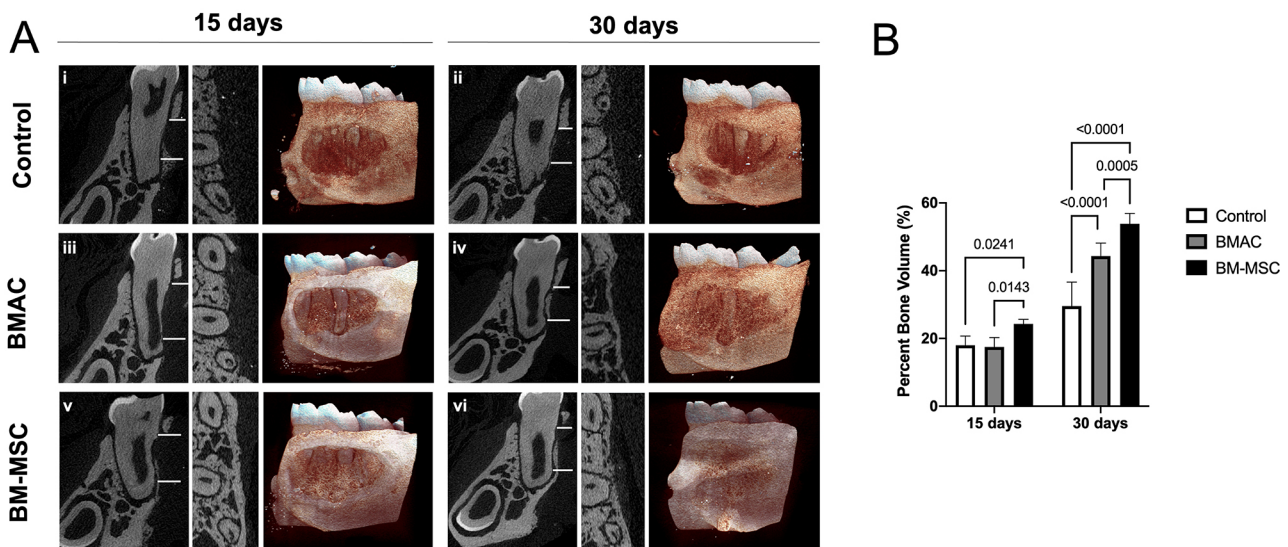 A
15 days
30 days
B
Control
i
ii
BMAC
iii
iv
BM-MSC
v
vi
<0.0001
0.0005
<0.0001
0.0241
0.0143
Percent Bone Volume (%)
60
40
20
0
15 days
30 days
Control
BMAC
BM-MSC